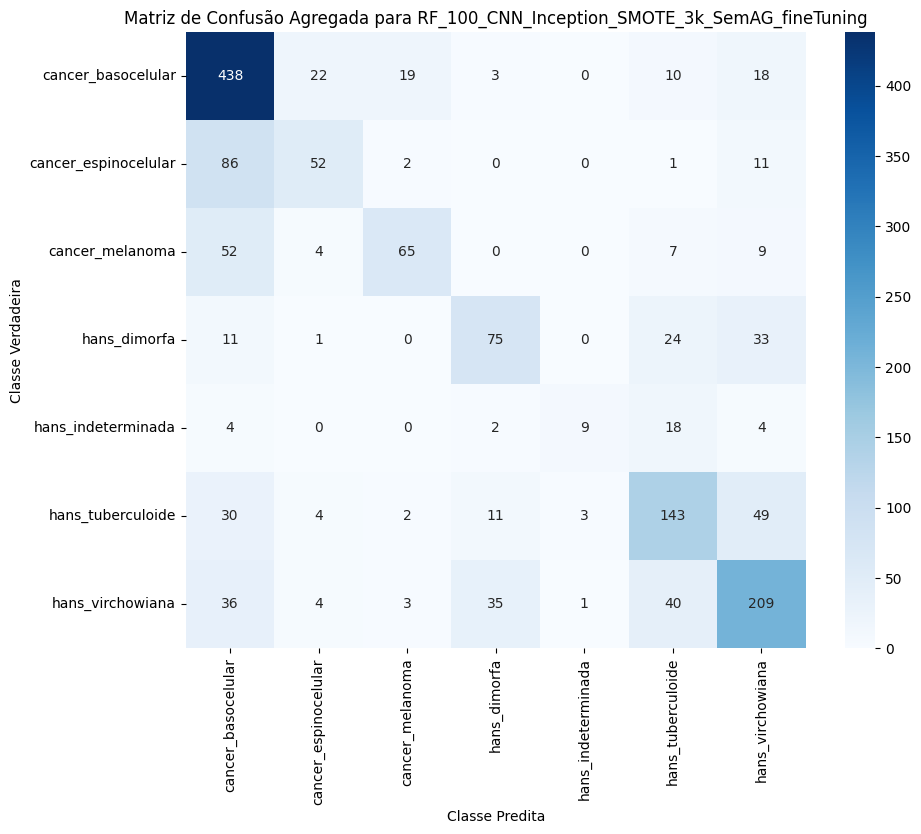 Matriz de Confusão Agregada para RF_100_CNN_Inception_SMOTE_3k_SemAG_fineTuning
Classe Verdadeira
cancer_basocelular 438 22 19 3 0 10 18
cancer_espinocelular 86 52 2 0 0 1 11
cancer_melanoma 52 4 65 0 0 7 9
hans_dimorfa 11 1 0 75 0 24 33
hans_indeterminada 4 0 0 2 9 18 4
hans_tuberculoide 30 4 2 11 3 143 49
hans_virchowiana 36 4 3 35 1 40 209
cancer_basocelular
cancer_espinocelular
cancer_melanoma
hans_dimorfa
hans_indeterminada
hans_tuberculoide
hans_virchowiana
Classe Predita
400
350
300
250
200
150
100
50
0